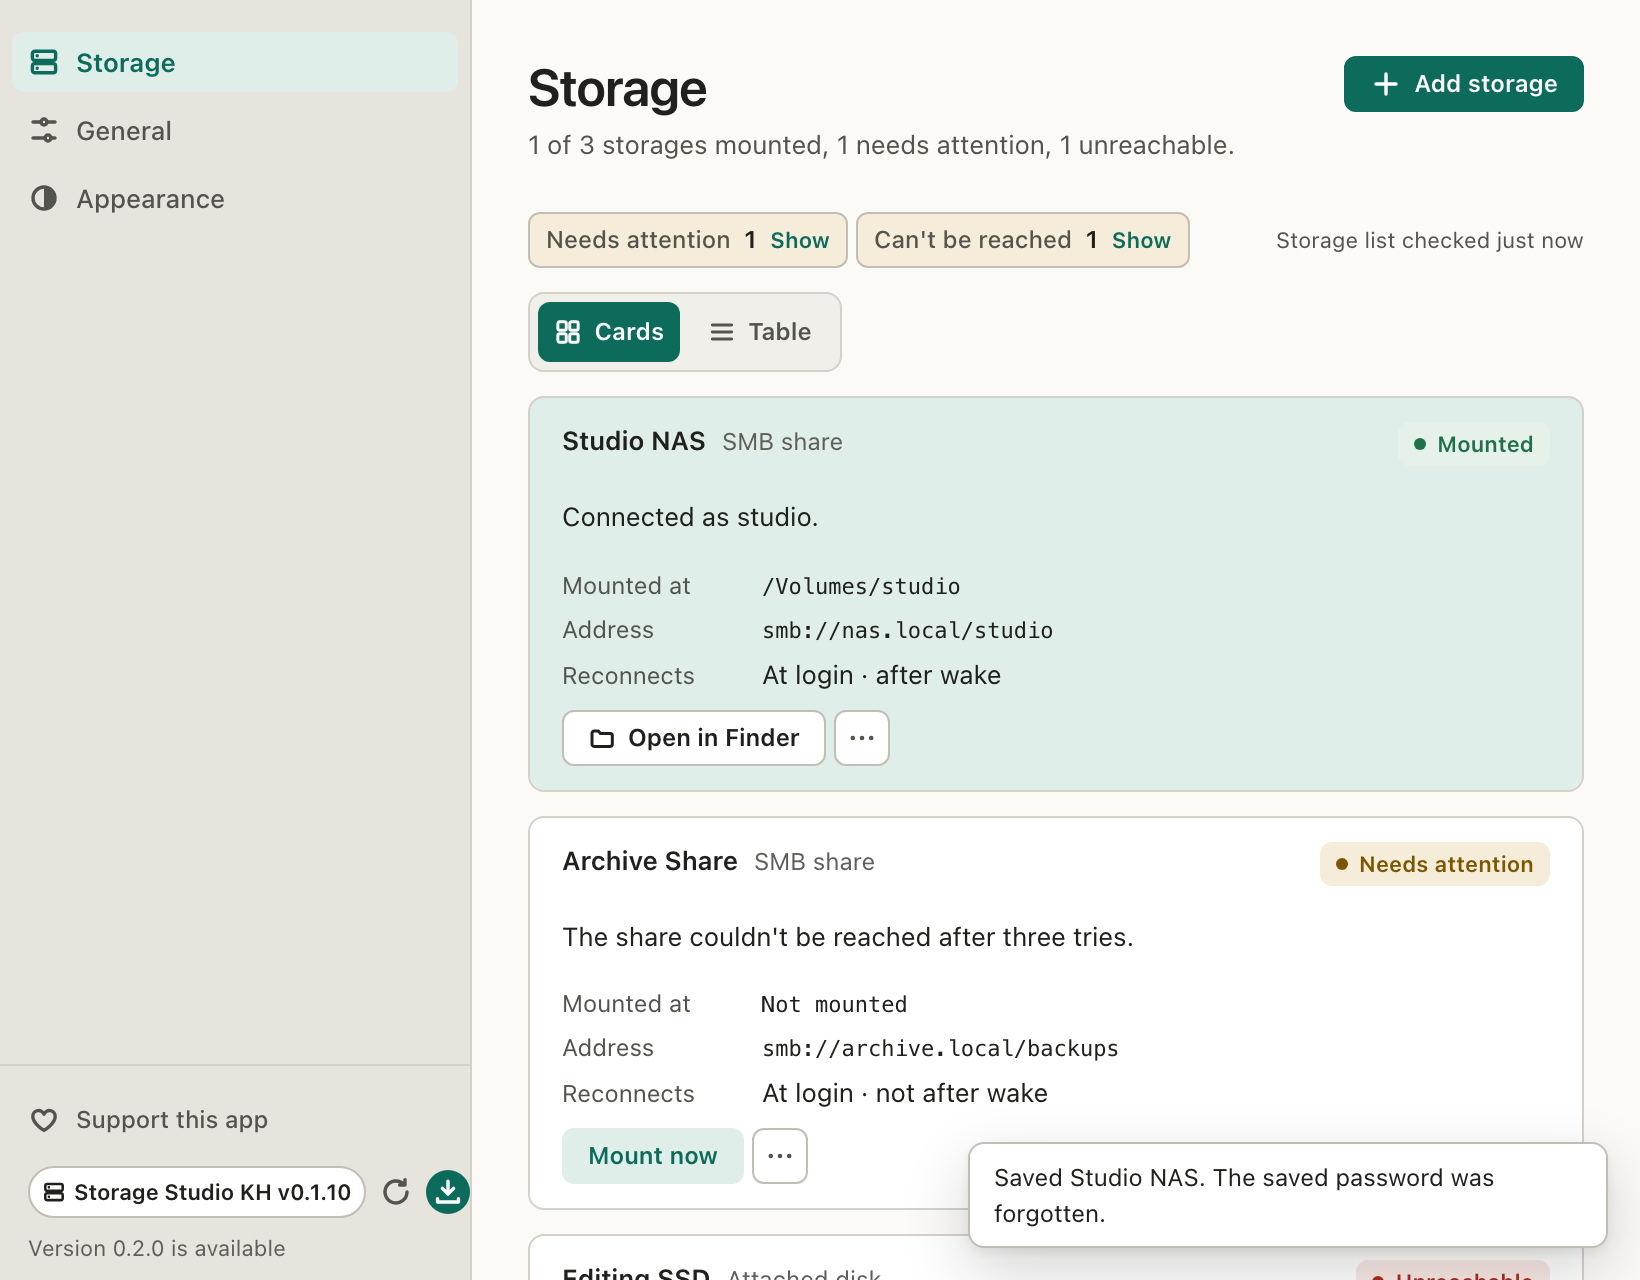 Storage
General
Appearance
Support this app
Storage Studio KH v0.1.10
Version 0.2.0 is available
Storage
Add storage
1 of 3 storages mounted, 1 needs attention, 1 unreachable.
Needs attention 1 Show
Can't be reached 1 Show
Storage list checked just now
Cards
Table
Studio NAS SMB share
Mounted
Connected as studio.
Mounted at /Volumes/studio
Address smb://nas.local/studio
Reconnects At login · after wake
Open in Finder
Archive Share SMB share
Needs attention
The share couldn't be reached after three tries.
Mounted at Not mounted
Address smb://archive.local/backups
Reconnects At login · not after wake
Mount now
Saved Studio NAS. The saved password was
forgotten.
Editing SSD Attached disk
Unreachable